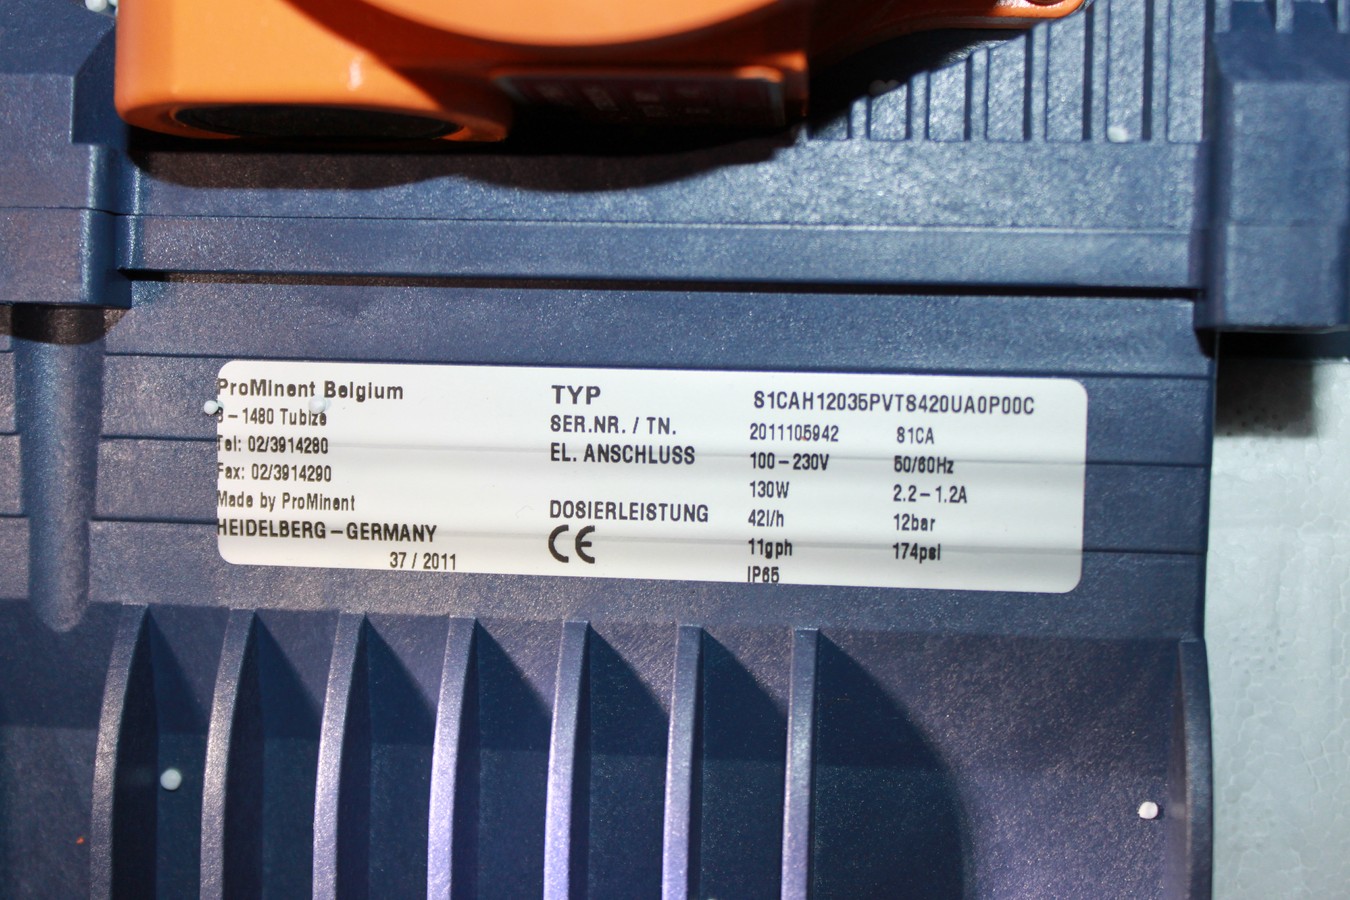 ProMinent Belgium
B-1480 Tubize
Tel: 02/3914280
Fax: 02/3914290
Made by ProMinent
HEIDELBERG-GERMANY
37 / 2011
TYP S1CAH12035PVTS420UA0P00C
SER.NR. / TN. 2011105942 S1CA
EL. ANSCHLUSS 100-230V 50/60Hz
130W 2.2-1.2A
DOSIERLEISTUNG 42l/h 12bar
CE 11gph 174psi
IP65